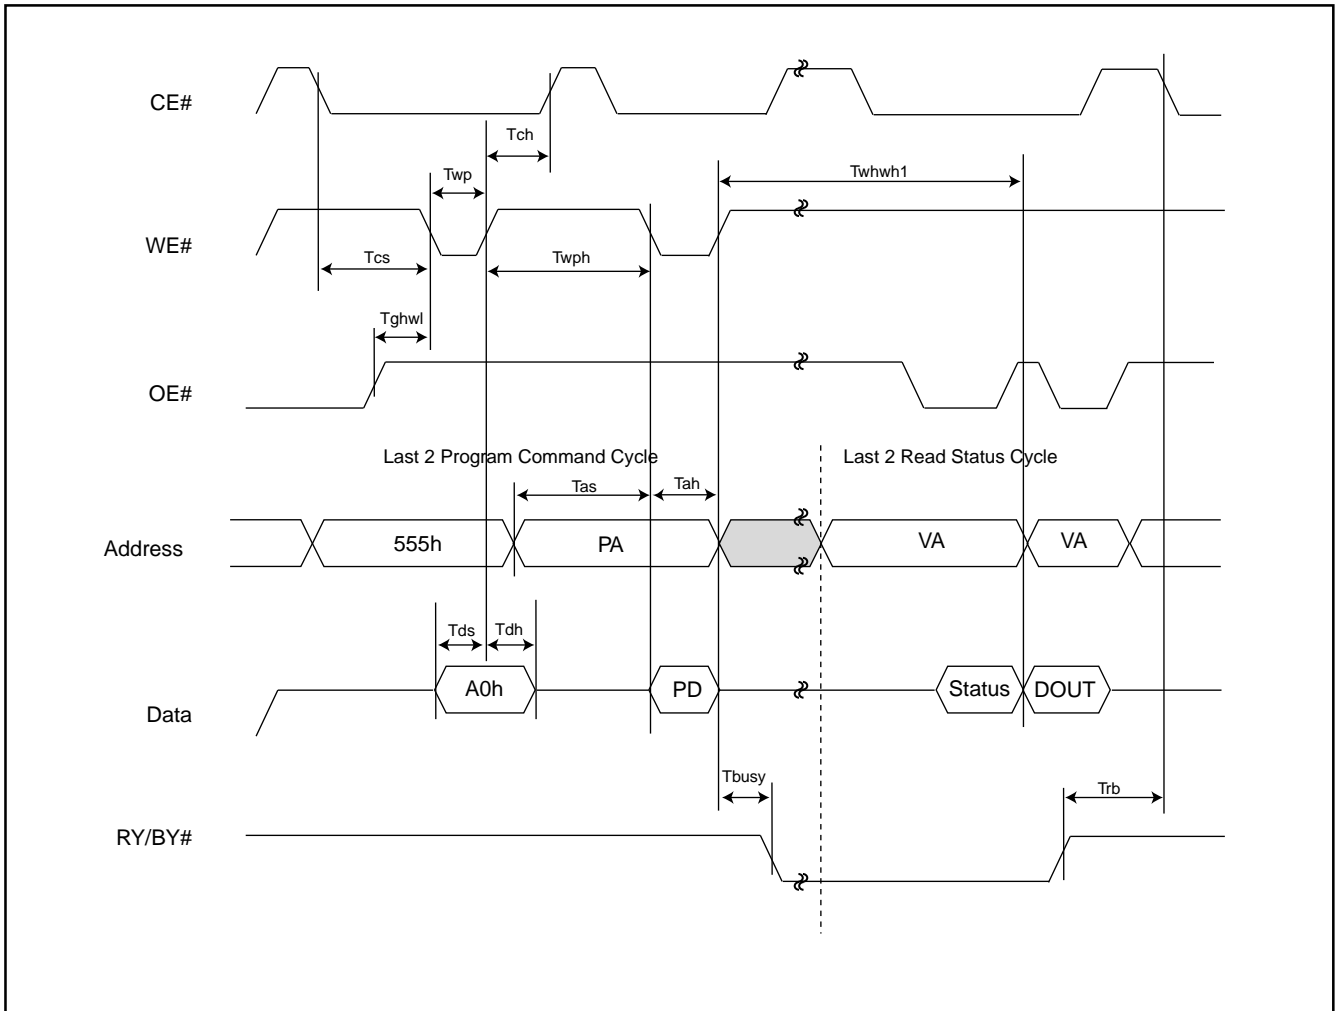 CE#
Tch
Twp
Twhwh1
WE#
Tcs
Twph
Tghwl
OE#
Last 2 Program Command Cycle
Last 2 Read Status Cycle
Tas
Tah
Address
555h
PA
VA
VA
Tds
Tdh
A0h
PD
Status
DOUT
Data
Tbusy
Trb
RY/BY#